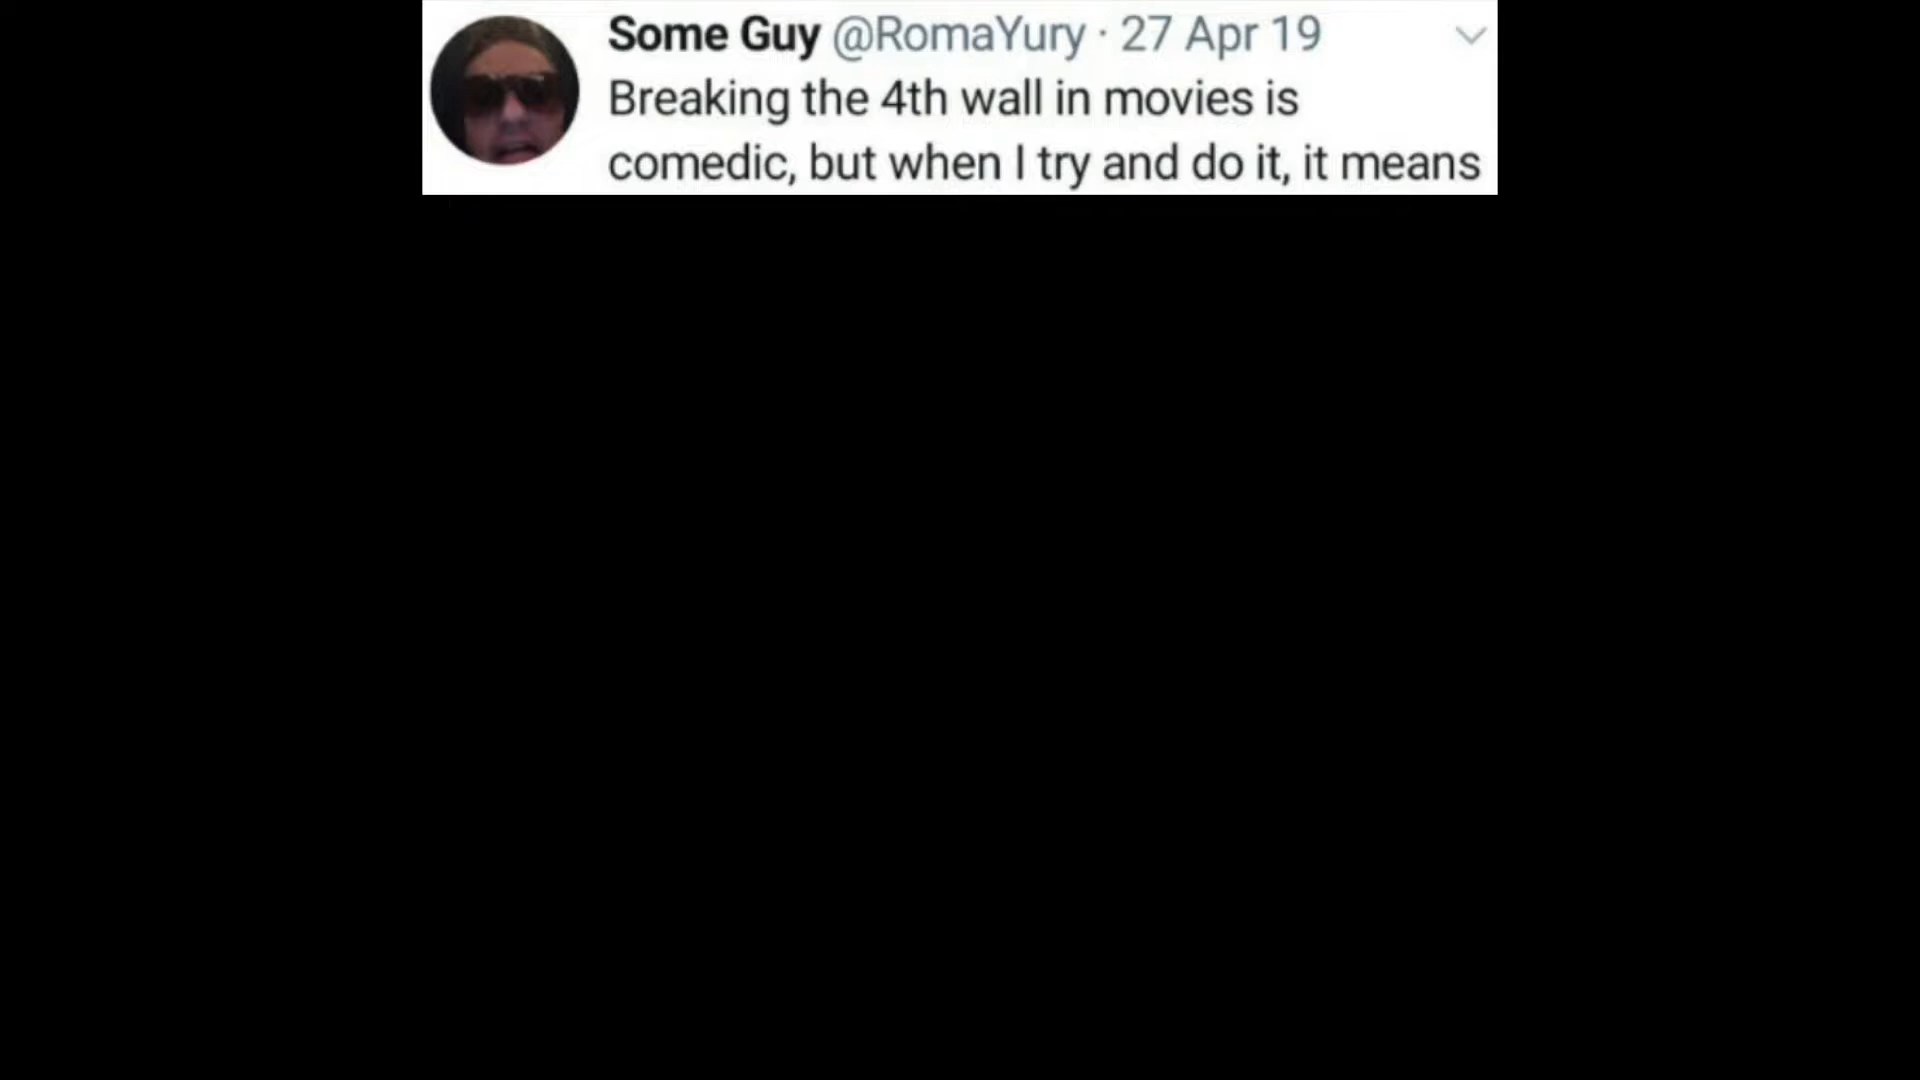 Some Guy @RomaYury · 27 Apr 19
Breaking the 4th wall in movies is
comedic, but when I try and do it, it means